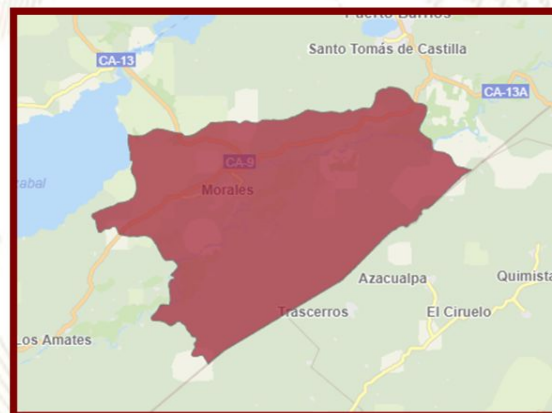 Puerto Barrios
Santo Tomás de Castilla
CA-13
CA-13A
CA-9
Morales
Azacualpa
Quimista
Trascerros
El Ciruelo
Los Amates